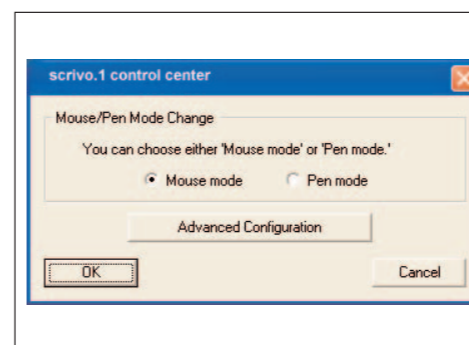 scrivo.1 control center
Mouse/Pen Mode Change
You can choose either 'Mouse mode' or 'Pen mode.'
Mouse mode Pen mode
Advanced Configuration
OK Cancel